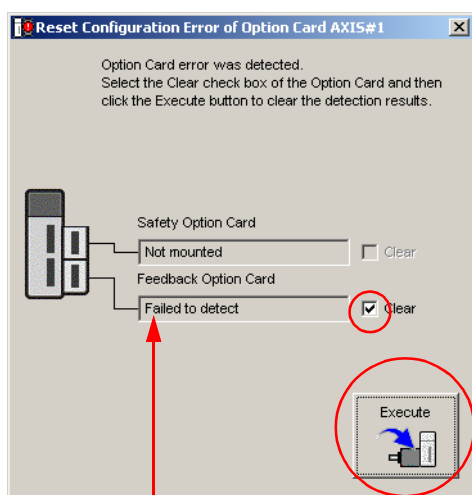 Reset Configuration Error of Option Card AXIS#1
Option Card error was detected.
Select the Clear check box of the Option Card and then
click the Execute button to clear the detection results.
Safety Option Card
Not mounted
Clear
Feedback Option Card
Failed to detect
Clear
Execute